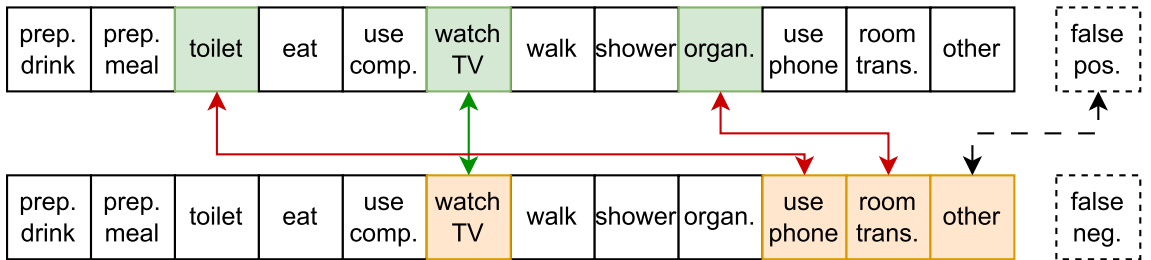 prep. drink
prep. meal
toilet
eat
use comp.
watch TV
walk
shower
organ.
use phone
room trans.
other
false pos.
prep. drink
prep. meal
toilet
eat
use comp.
watch TV
walk
shower
organ.
use phone
room trans.
other
false neg.